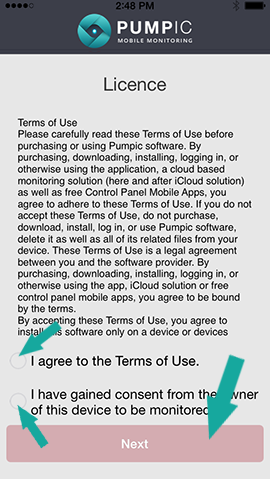 2:48 PM
PUMPIC
MOBILE MONITORING
Licence
Terms of Use
Please carefully read these Terms of Use before
purchasing or using Pumpic software. By
purchasing, downloading, installing, logging in, or
otherwise using the application, a cloud based
monitoring solution (here and after iCloud solution)
as well as free Control Panel Mobile Apps, you
agree to adhere to these Terms of Use. If you do not
accept these Terms of Use, do not purchase,
download, install, log in, or use Pumpic software,
delete it as well as all of its related files from your
device. These Terms of Use is a legal agreement
between you and the software provider. By
purchasing, downloading, installing, logging in, or
otherwise using the app, iCloud solution or free
control panel mobile apps, you agree to be bound
by the terms.
By accepting these Terms of Use, you agree to
install this software only on a device or devices
I agree to the Terms of Use.
I have gained consent from the owner
of this device to be monitored
Next